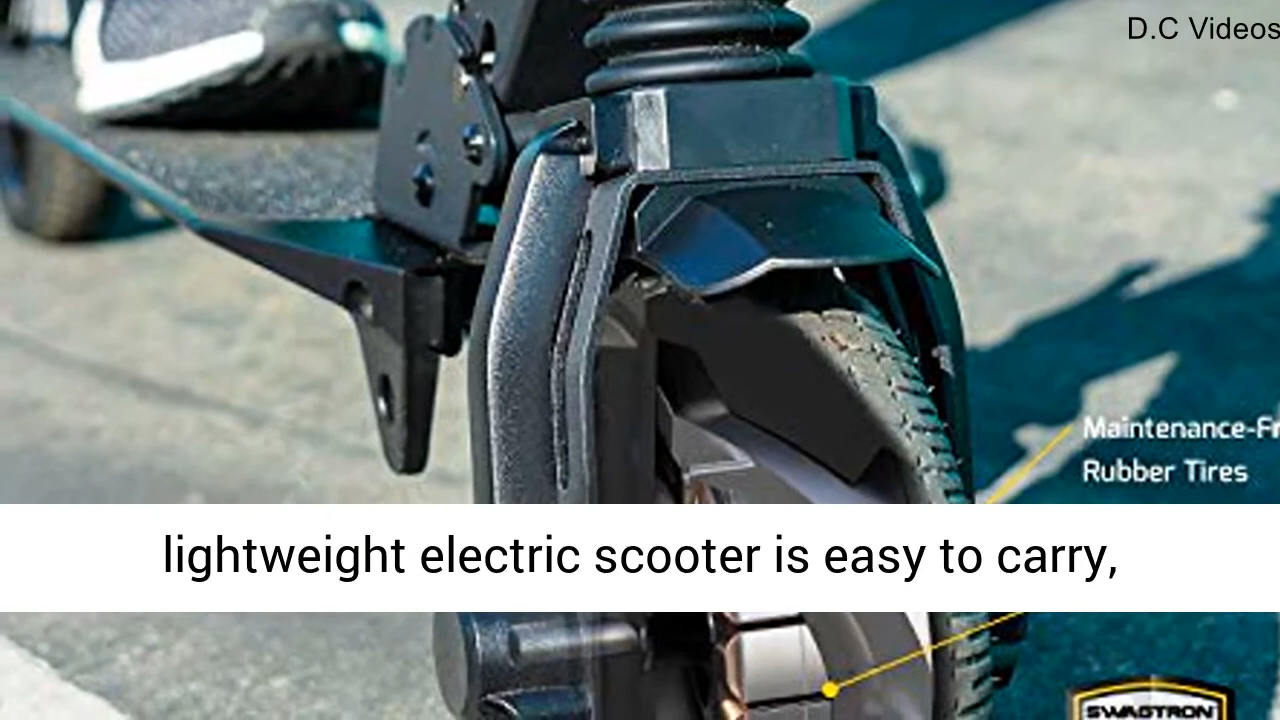 D.C Videos
Maintenance-Fr
Rubber Tires
lightweight electric scooter is easy to carry,
SWAGTRON